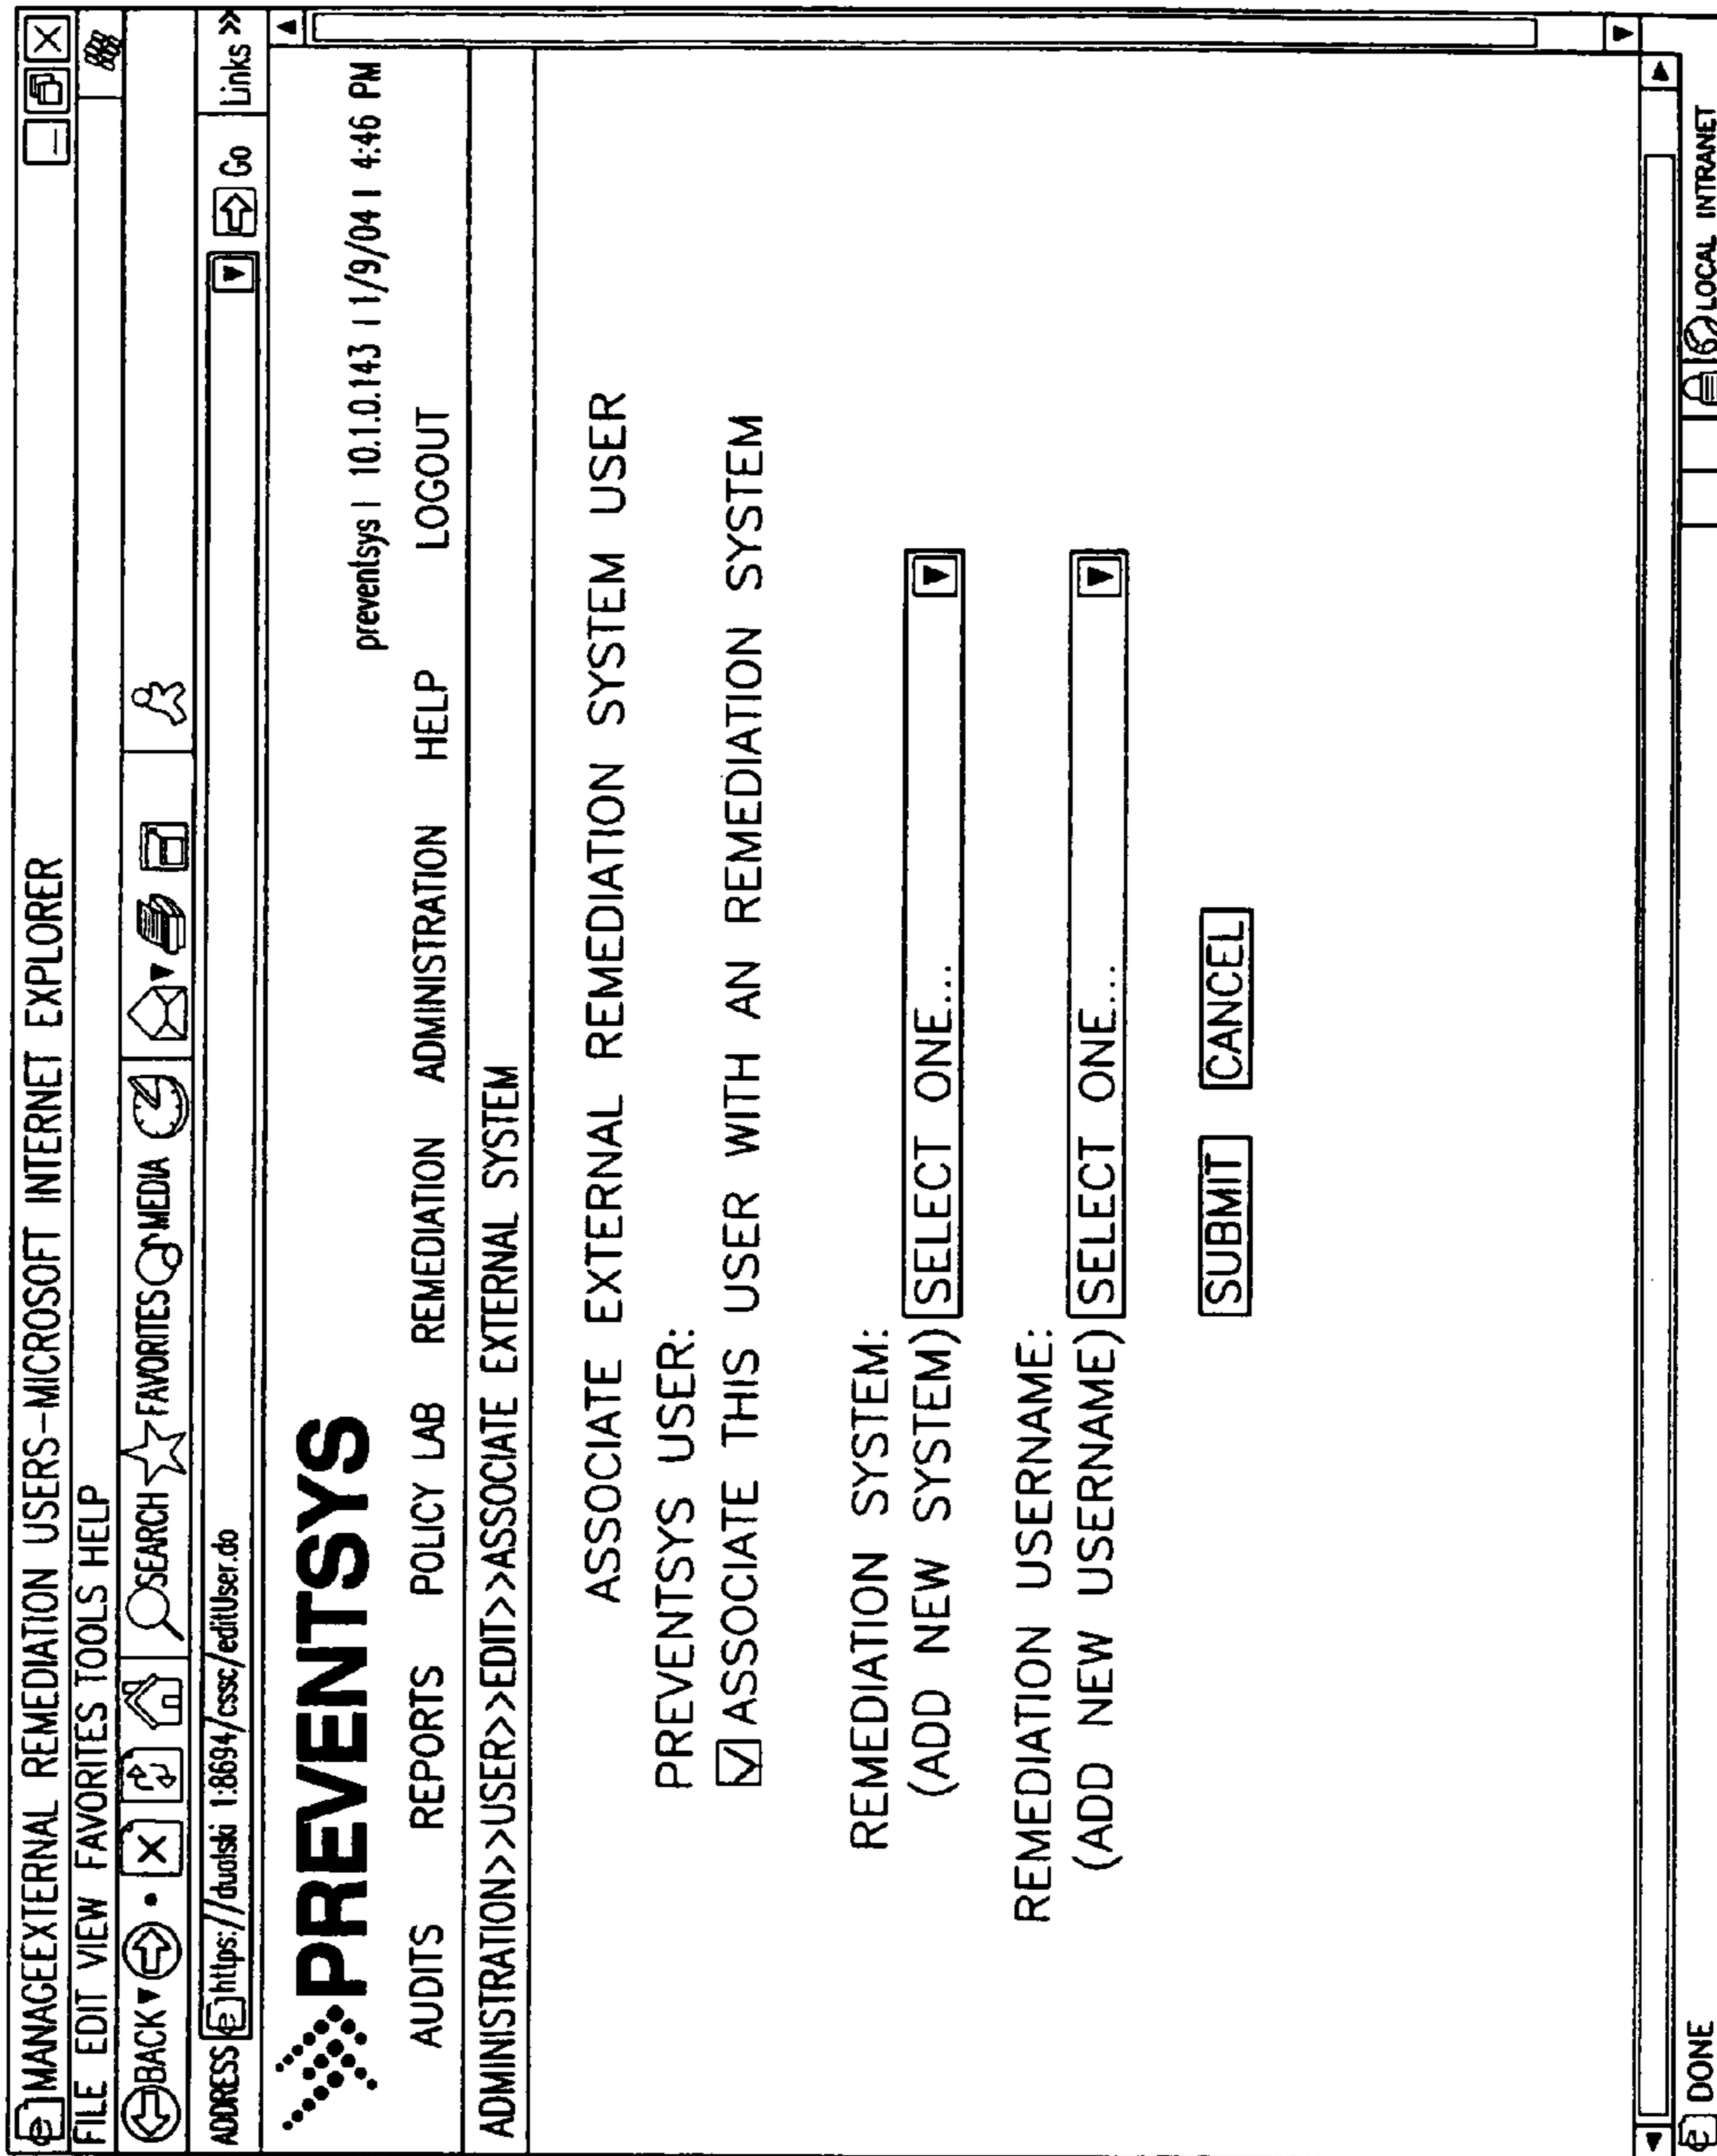 MANAGEEXTERNAL REMEDIATION USERS-MICROSOFT INTERNET EXPLORER
FILE EDIT VIEW FAVORITES TOOLS HELP
BACK SEARCH FAVORITES MEDIA
ADDRESS https://dualski 1:8694/cssc/editUser.do Go Links »
PREVENTSYS
preventsys | 10.1.0.143 | 1/9/04 | 4:46 PM
AUDITS REPORTS POLICY LAB REMEDIATION ADMINISTRATION HELP LOGOUT
ADMINISTRATION>>USER>>EDIT>>ASSOCIATE EXTERNAL SYSTEM
ASSOCIATE EXTERNAL REMEDIATION SYSTEM USER
PREVENTSYS USER:
ASSOCIATE THIS USER WITH AN REMEDIATION SYSTEM
REMEDIATION SYSTEM:
(ADD NEW SYSTEM) SELECT ONE...
REMEDIATION USERNAME:
(ADD NEW USERNAME) SELECT ONE...
SUBMIT CANCEL
DONE LOCAL INTRANET